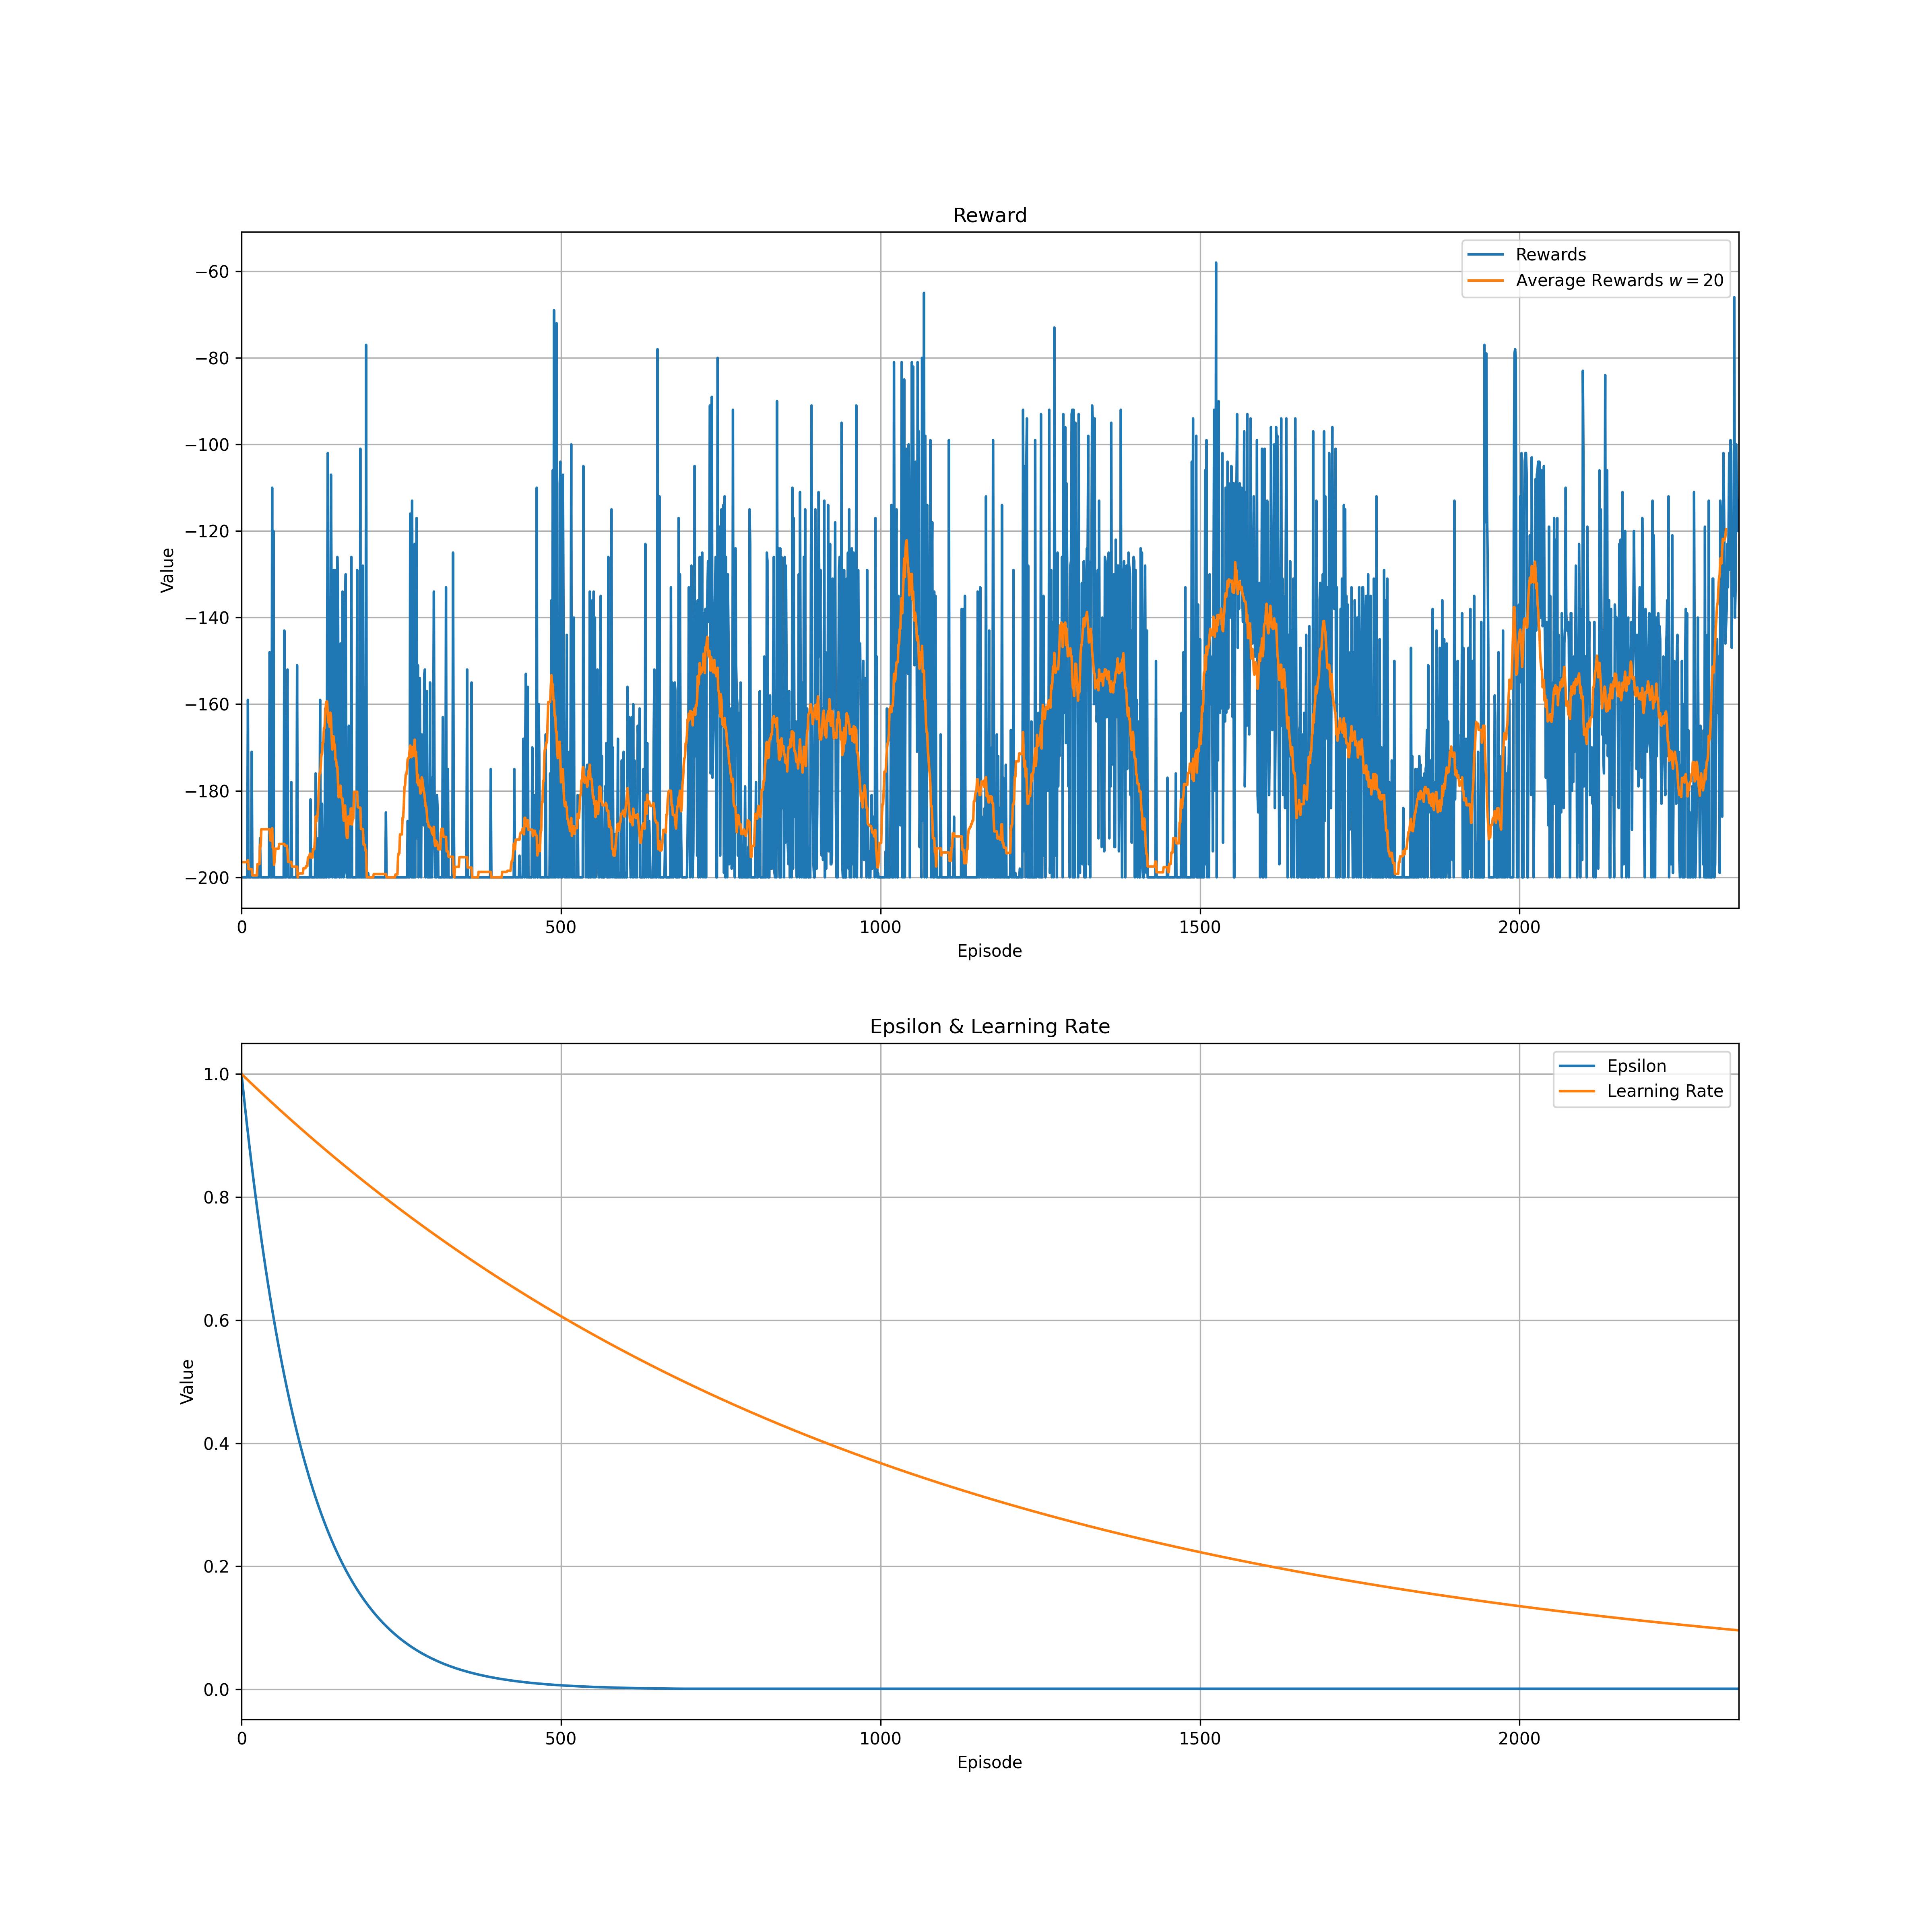 Reward
Rewards
Average Rewards w = 20
Value
−60
−80
−100
−120
−140
−160
−180
−200
0 500 1000 1500 2000
Episode
Epsilon & Learning Rate
Epsilon
Learning Rate
Value
1.0
0.8
0.6
0.4
0.2
0.0
0 500 1000 1500 2000
Episode